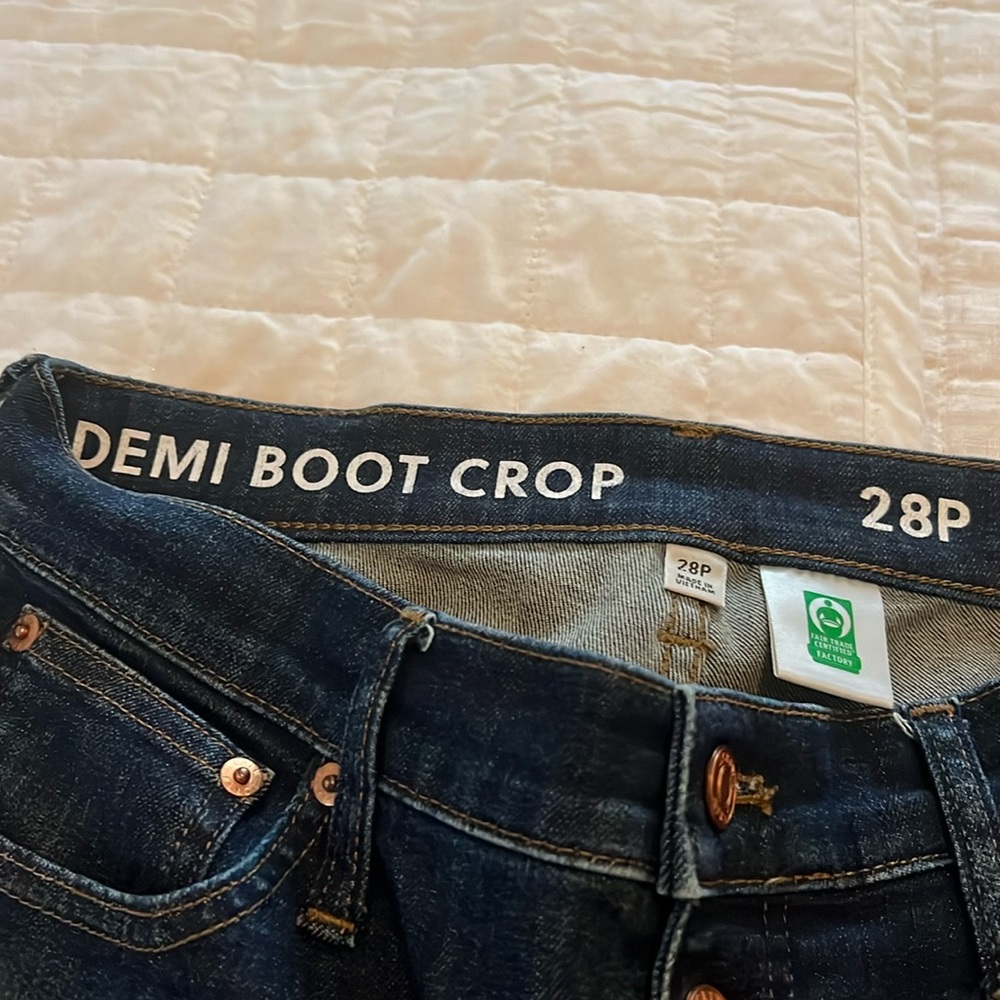 DEMI BOOT CROP 28P
28P
MADE IN
VIETNAM
FAIR TRADE
CERTIFIED
FACTORY